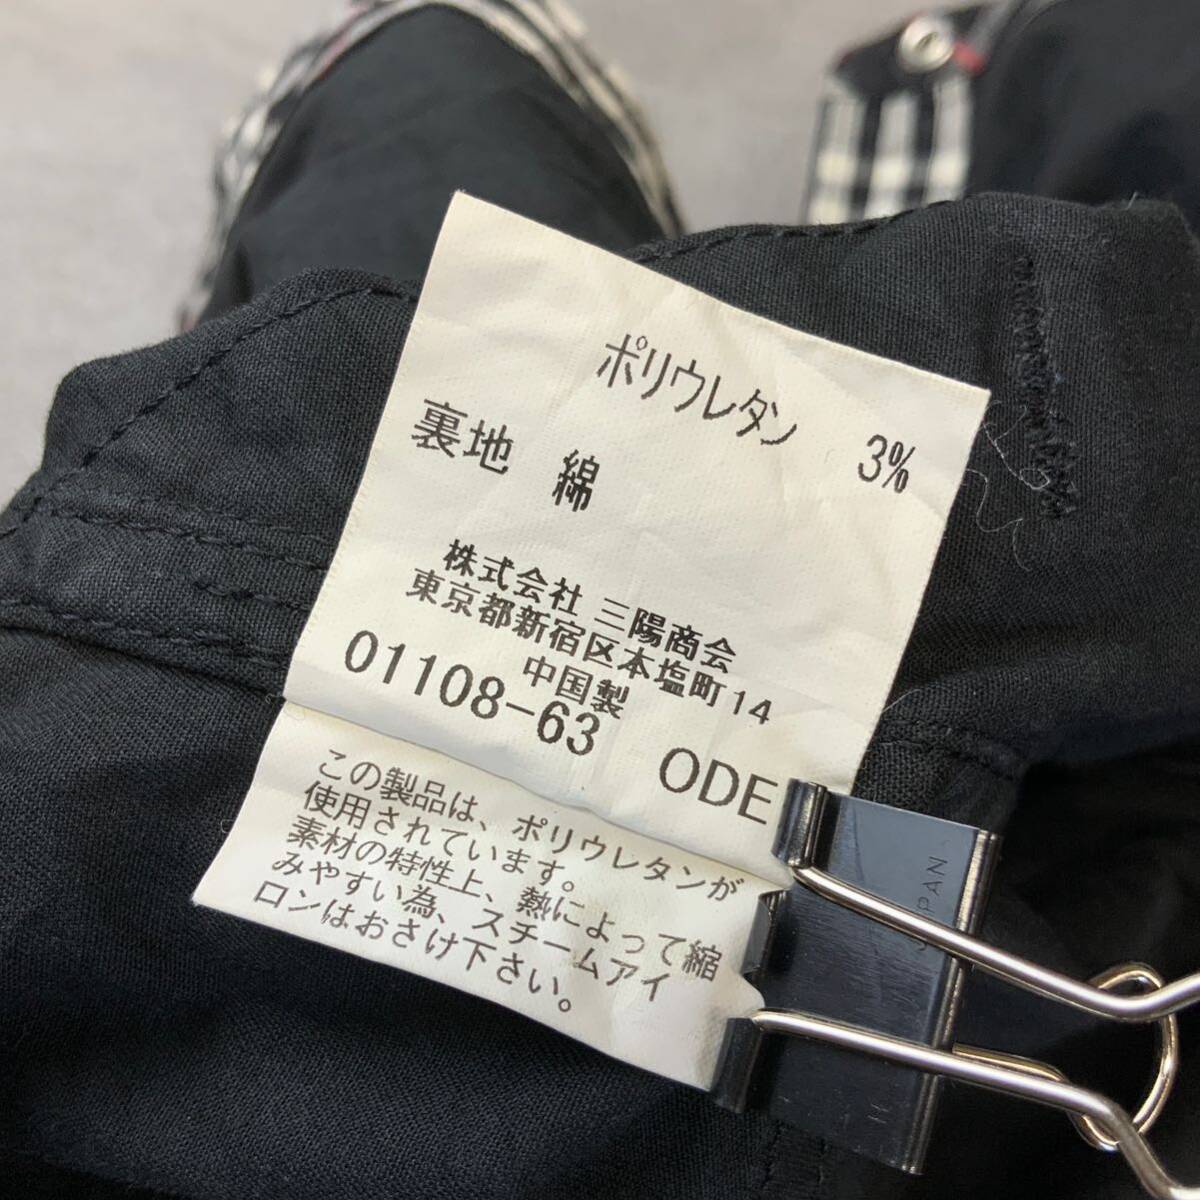 ポリウレタン 3%
裏地 綿
株式会社 三陽商会
東京都新宿区本塩町14
中国製
01108-63 ODE
この製品は、ポリウレタンが
使用されています。
素材の特性上、熱によって縮
みやすい為、スチームアイ
ロンはおさけ下さい。
JAPAN